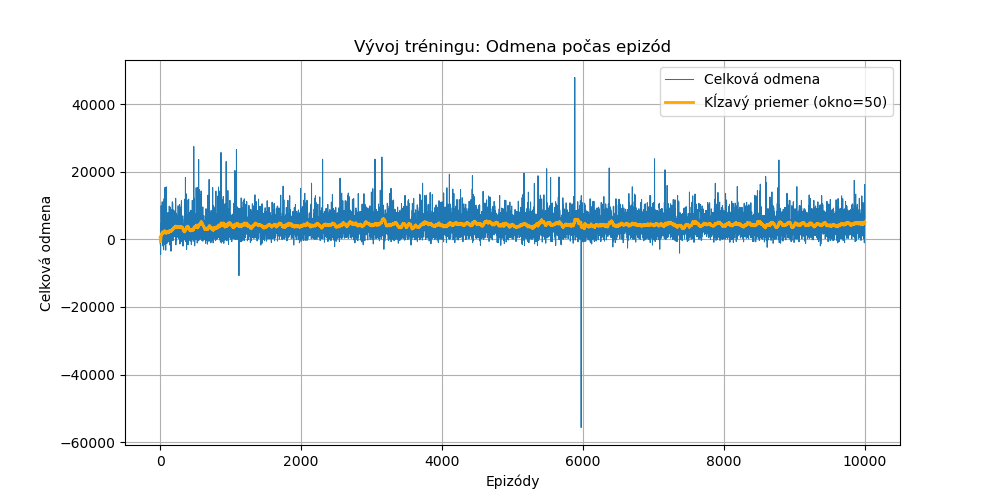 Vývoj tréningu: Odmena počas epizód
Celková odmena
Kĺzavý priemer (okno=50)
40000
20000
0
−20000
−40000
−60000
Celková odmena
0
2000
4000
6000
8000
10000
Epizódy